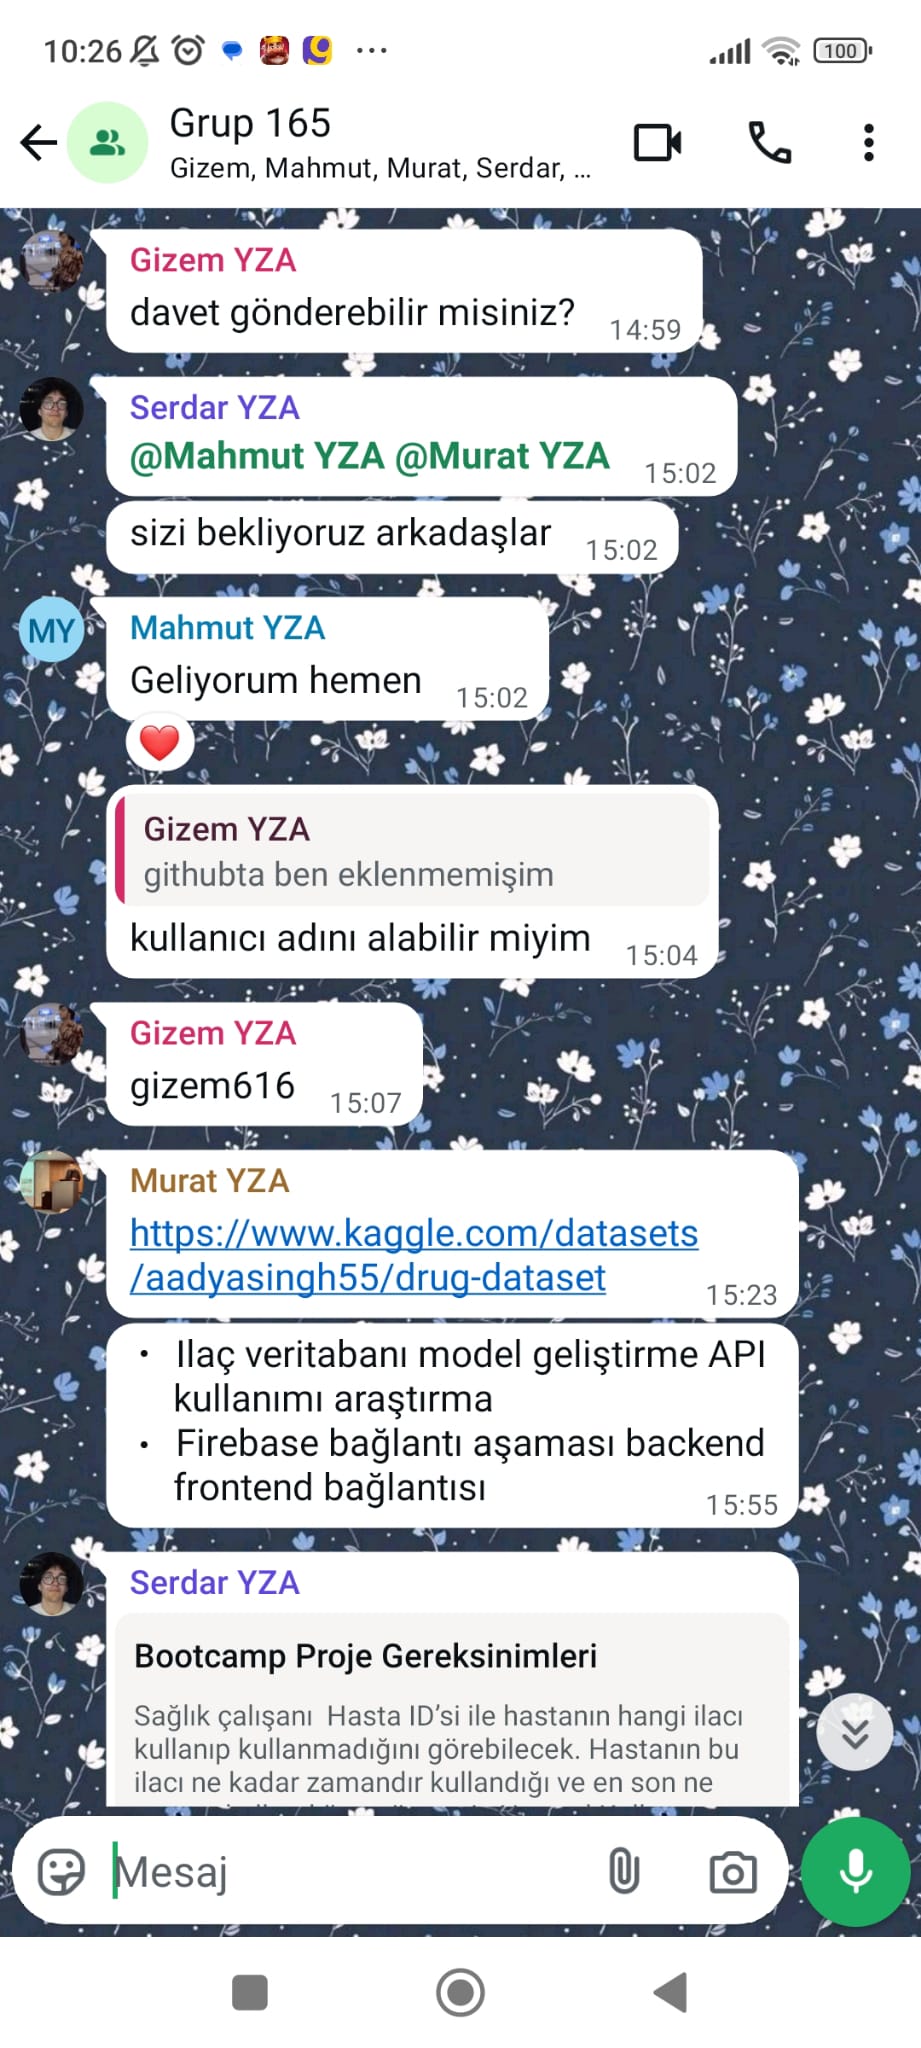 10:26
100
Grup 165
Gizem, Mahmut, Murat, Serdar, ...
Gizem YZA
davet gönderebilir misiniz?
14:59
Serdar YZA
@Mahmut YZA @Murat YZA
15:02
sizi bekliyoruz arkadaşlar
15:02
MY
Mahmut YZA
Geliyorum hemen
15:02
Gizem YZA
githubta ben eklenmemişim
kullanıcı adını alabilir miyim
15:04
Gizem YZA
gizem616
15:07
Murat YZA
https://www.kaggle.com/datasets
/aadyasingh55/drug-dataset
15:23
• Ilaç veritabanı model geliştirme API
kullanımı araştırma
• Firebase bağlantı aşaması backend
frontend bağlantısı
15:55
Serdar YZA
Bootcamp Proje Gereksinimleri
Sağlık çalışanı Hasta ID’si ile hastanın hangi ilacı
kullanıp kullanmadığını görebilecek. Hastanın bu
ilacı ne kadar zamandır kullandığı ve en son ne
Mesaj